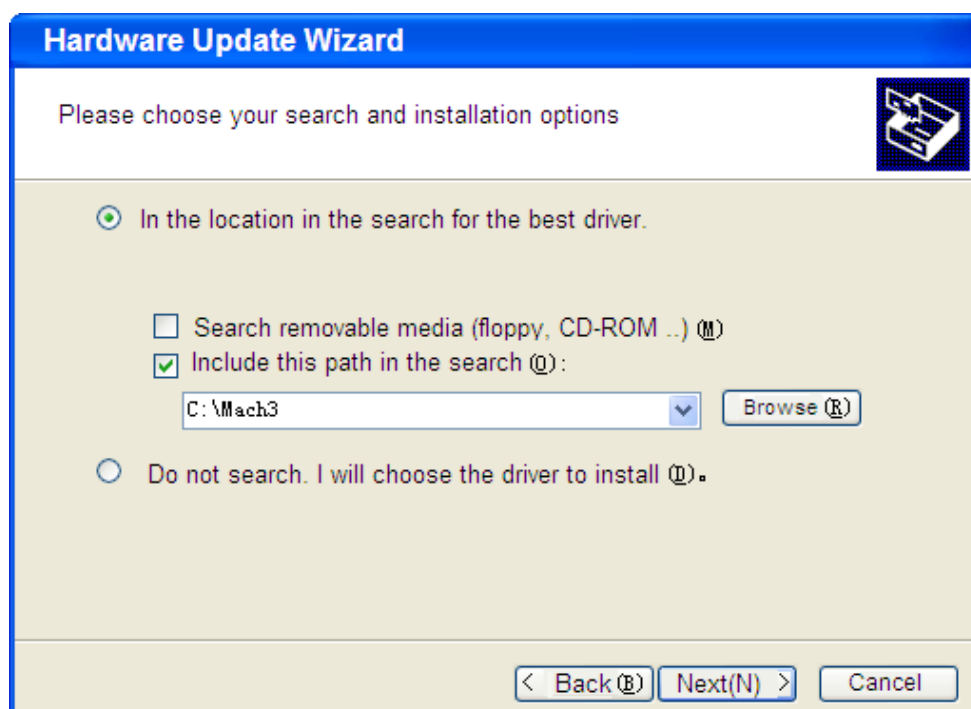 Hardware Update Wizard
Please choose your search and installation options
In the location in the search for the best driver.
Search removable media (floppy, CD-ROM ..) (M)
Include this path in the search (O):
C:\Mach3
Browse (R)
Do not search. I will choose the driver to install (D)。
< Back (B) Next(N) > Cancel